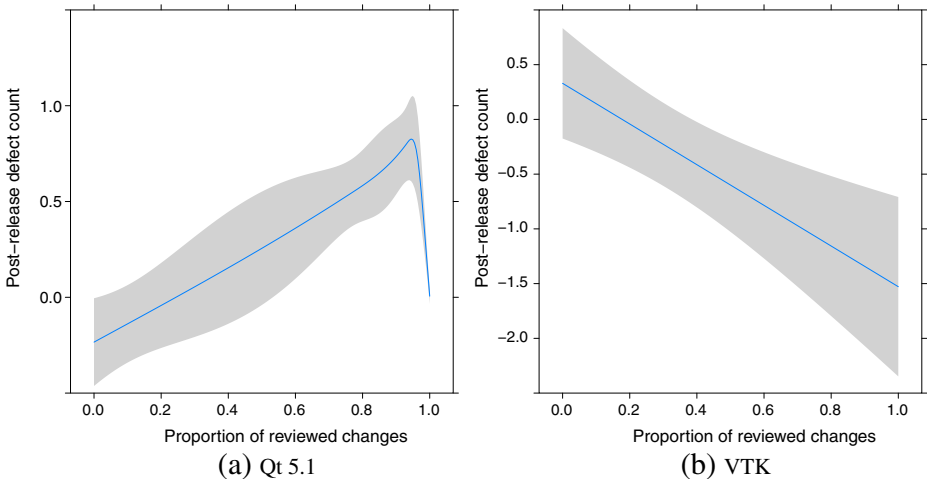 Post−release defect count
1.0
0.5
0.0
0.0 0.2 0.4 0.6 0.8 1.0
Proportion of reviewed changes
(a) Qt 5.1
Post−release defect count
0.5
0.0
−0.5
−1.0
−1.5
−2.0
0.0 0.2 0.4 0.6 0.8 1.0
Proportion of reviewed changes
(b) VTK